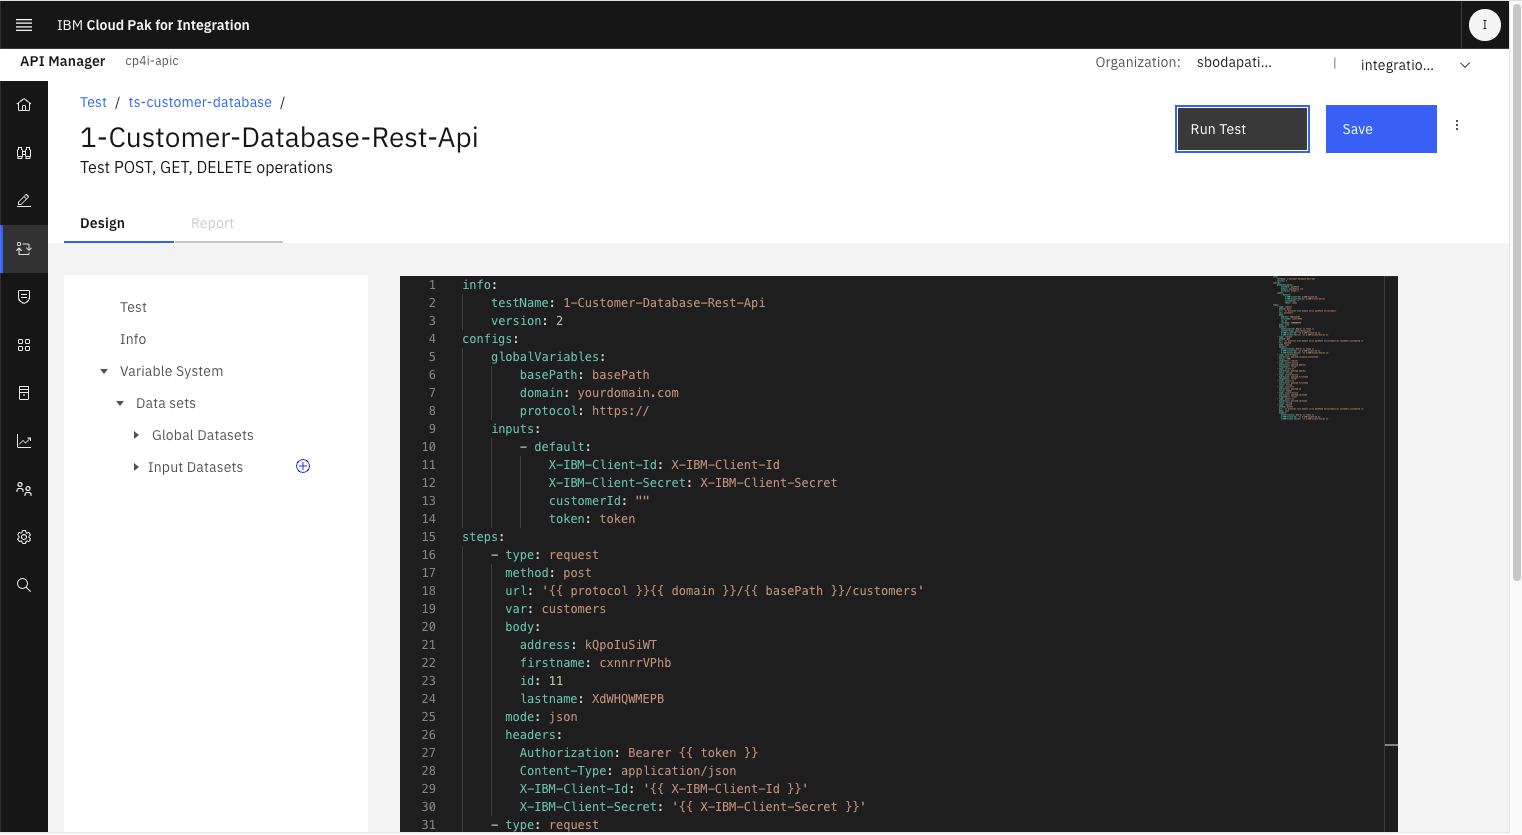 IBM Cloud Pak for Integration
I
API Manager cp4i-apic
Organization: sbodapati... | integratio...
Test / ts-customer-database /
1-Customer-Database-Rest-Api
Test POST, GET, DELETE operations
Run Test
Save
Design
Report
Test
Info
Variable System
Data sets
Global Datasets
Input Datasets
1 info:
2 testName: 1-Customer-Database-Rest-Api
3 version: 2
4 configs:
5 globalVariables:
6 basePath: basePath
7 domain: yourdomain.com
8 protocol: https://
9 inputs:
10 - default:
11 X-IBM-Client-Id: X-IBM-Client-Id
12 X-IBM-Client-Secret: X-IBM-Client-Secret
13 customerId: ""
14 token: token
15 steps:
16 - type: request
17 method: post
18 url: '{{ protocol }}{{ domain }}/{{ basePath }}/customers'
19 var: customers
20 body:
21 address: kQpoIuSiWT
22 firstname: cxnnrrVPhb
23 id: 11
24 lastname: XdWHQWMEPB
25 mode: json
26 headers:
27 Authorization: Bearer {{ token }}
28 Content-Type: application/json
29 X-IBM-Client-Id: '{{ X-IBM-Client-Id }}'
30 X-IBM-Client-Secret: '{{ X-IBM-Client-Secret }}'
31 - type: request